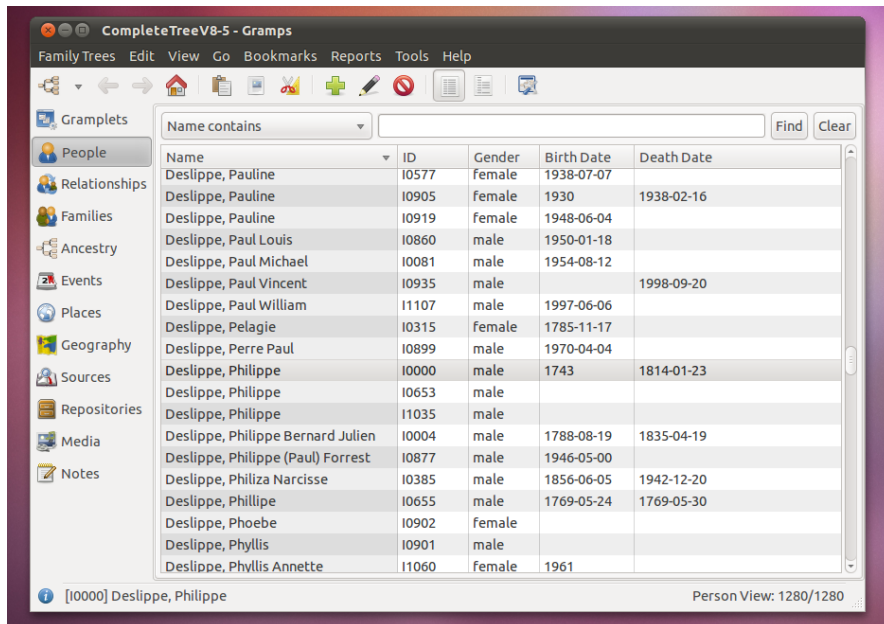 CompleteTreeV8-5 - Gramps
Family Trees Edit View Go Bookmarks Reports Tools Help
Gramplets
People
Relationships
Families
Ancestry
Events
Places
Geography
Sources
Repositories
Media
Notes
Name contains Find Clear
Name ID Gender Birth Date Death Date
Deslippe, Pauline I0577 female 1938-07-07
Deslippe, Pauline I0905 female 1930 1938-02-16
Deslippe, Pauline I0919 female 1948-06-04
Deslippe, Paul Louis I0860 male 1950-01-18
Deslippe, Paul Michael I0081 male 1954-08-12
Deslippe, Paul Vincent I0935 male 1998-09-20
Deslippe, Paul William I1107 male 1997-06-06
Deslippe, Pelagie I0315 female 1785-11-17
Deslippe, Perre Paul I0899 male 1970-04-04
Deslippe, Philippe I0000 male 1743 1814-01-23
Deslippe, Philippe I0653 male
Deslippe, Philippe I1035 male
Deslippe, Philippe Bernard Julien I0004 male 1788-08-19 1835-04-19
Deslippe, Philippe (Paul) Forrest I0877 male 1946-05-00
Deslippe, Philiza Narcisse I0385 male 1856-06-05 1942-12-20
Deslippe, Phillipe I0655 male 1769-05-24 1769-05-30
Deslippe, Phoebe I0902 female
Deslippe, Phyllis I0901 male
Deslippe, Phyllis Annette I1060 female 1961
[I0000] Deslippe, Philippe Person View: 1280/1280